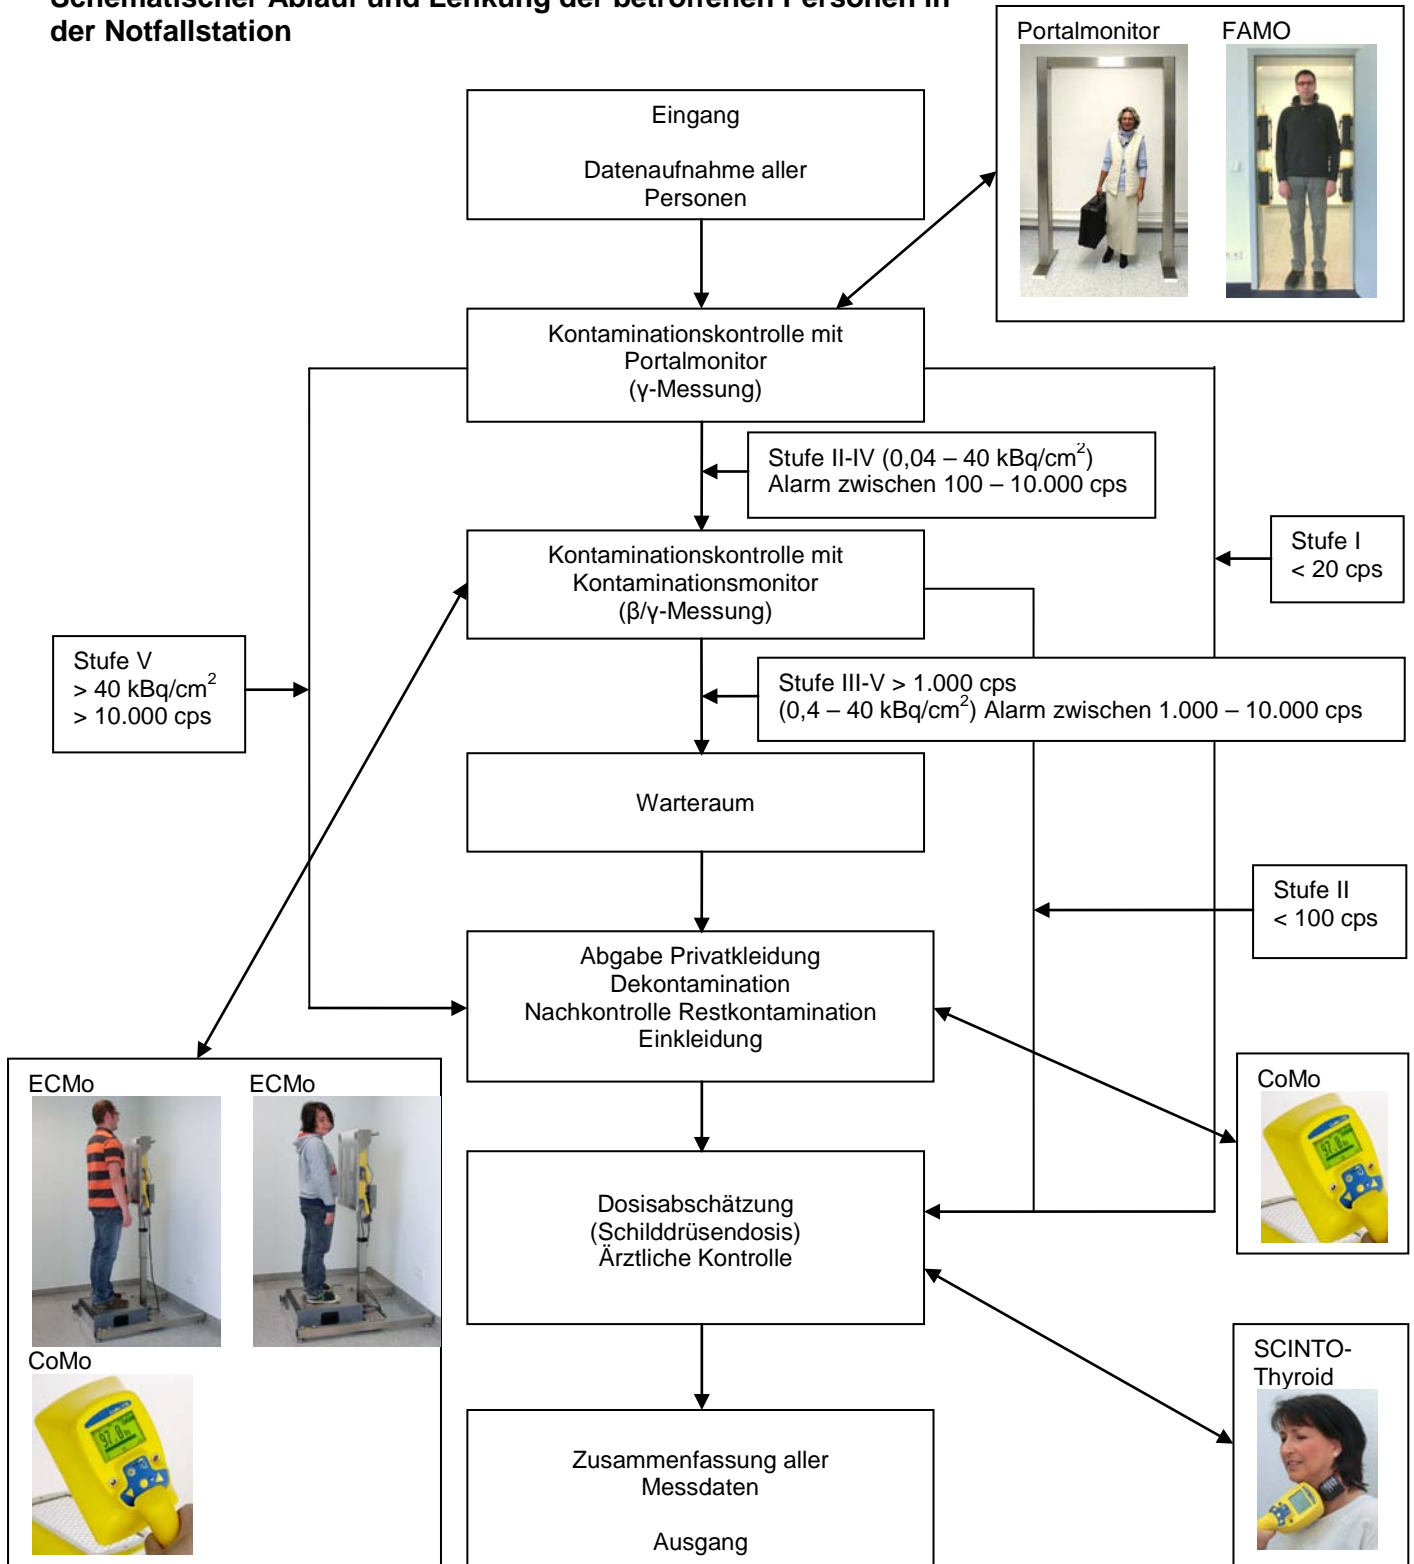 Schematischer Ablauf und Lenkung der betroffenen Personen in
der Notfallstation
Portalmonitor
FAMO
Eingang
Datenaufnahme aller
Personen
Kontaminationskontrolle mit
Portalmonitor
(γ-Messung)
Stufe II-IV (0,04 – 40 kBq/cm²)
Alarm zwischen 100 – 10.000 cps
Stufe I
< 20 cps
Kontaminationskontrolle mit
Kontaminationsmonitor
(β/γ-Messung)
Stufe V
> 40 kBq/cm²
> 10.000 cps
Stufe III-V > 1.000 cps
(0,4 – 40 kBq/cm²) Alarm zwischen 1.000 – 10.000 cps
Warteraum
Stufe II
< 100 cps
Abgabe Privatkleidung
Dekontamination
Nachkontrolle Restkontamination
Einkleidung
ECMo
ECMo
CoMo
CoMo
97.0
Dosisabschätzung
(Schilddrüsendosis)
Ärztliche Kontrolle
97.0
SCINTO-
Thyroid
Zusammenfassung aller
Messdaten
Ausgang